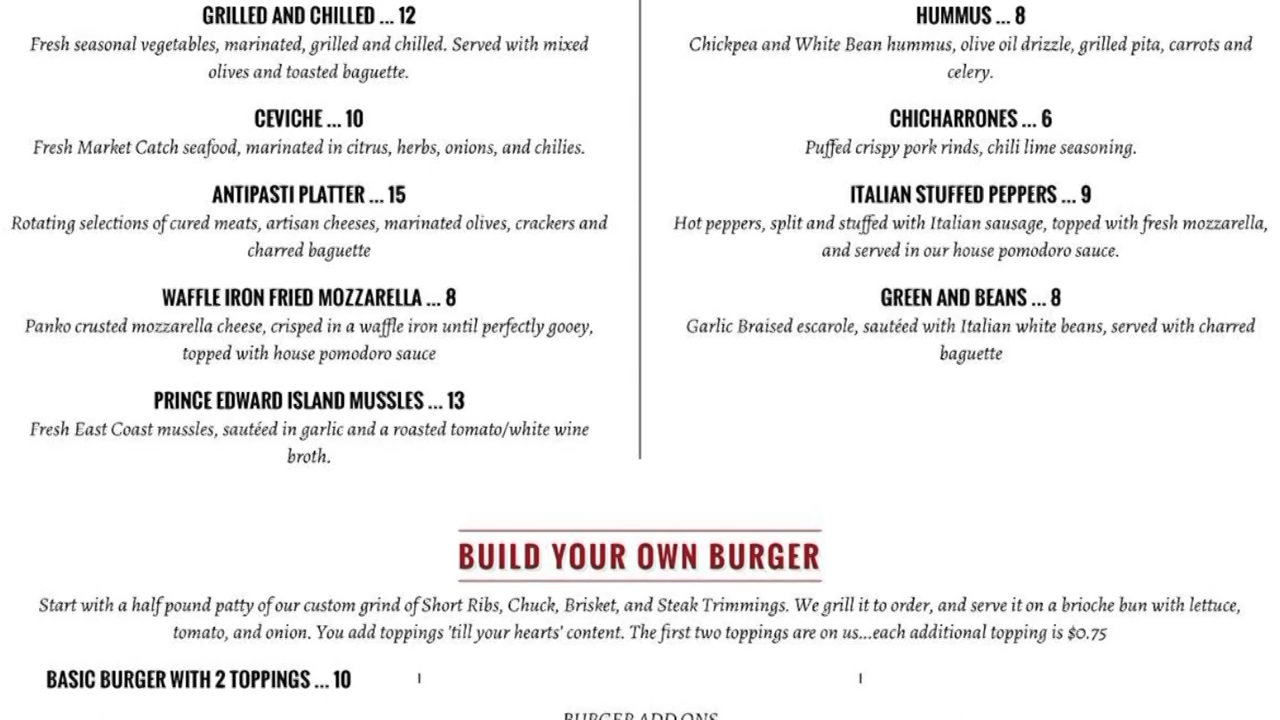 GRILLED AND CHILLED ... 12
Fresh seasonal vegetables, marinated, grilled and chilled. Served with mixed
olives and toasted baguette.
CEVICHE ... 10
Fresh Market Catch seafood, marinated in citrus, herbs, onions, and chilies.
ANTIPASTI PLATTER ... 15
Rotating selections of cured meats, artisan cheeses, marinated olives, crackers and
charred baguette
WAFFLE IRON FRIED MOZZARELLA ... 8
Panko crusted mozzarella cheese, crisped in a waffle iron until perfectly gooey,
topped with house pomodoro sauce
PRINCE EDWARD ISLAND MUSSLES ... 13
Fresh East Coast mussles, sautéed in garlic and a roasted tomato/white wine
broth.
HUMMUS ... 8
Chickpea and White Bean hummus, olive oil drizzle, grilled pita, carrots and
celery.
CHICHARRONES ... 6
Puffed crispy pork rinds, chili lime seasoning.
ITALIAN STUFFED PEPPERS ... 9
Hot peppers, split and stuffed with Italian sausage, topped with fresh mozzarella,
and served in our house pomodoro sauce.
GREEN AND BEANS ... 8
Garlic Braised escarole, sautéed with Italian white beans, served with charred
baguette
BUILD YOUR OWN BURGER
Start with a half pound patty of our custom grind of Short Ribs, Chuck, Brisket, and Steak Trimmings. We grill it to order, and serve it on a brioche bun with lettuce,
tomato, and onion. You add toppings 'till your hearts' content. The first two toppings are on us...each additional topping is $0.75
BASIC BURGER WITH 2 TOPPINGS ... 10
BURGER ADD ONS